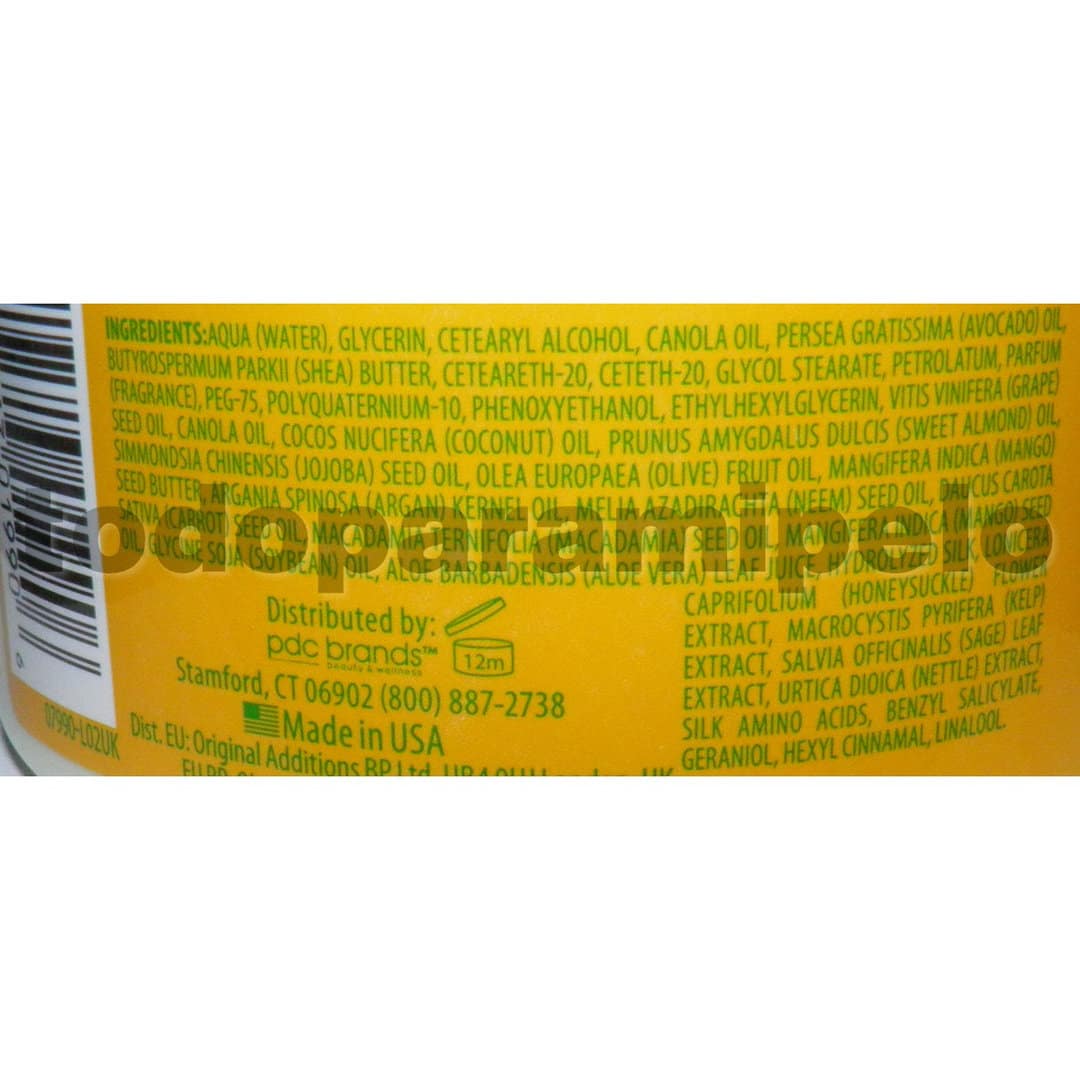 INGREDIENTS:AQUA (WATER), GLYCERIN, CETEARYL ALCOHOL, CANOLA OIL, PERSEA GRATISSIMA (AVOCADO) OIL,
BUTYROSPERMUM PARKII (SHEA) BUTTER, CETEARETH-20, CETETH-20, GLYCOL STEARATE, PETROLATUM, PARFUM
(FRAGRANCE), PEG-75, POLYQUATERNIUM-10, PHENOXYETHANOL, ETHYLHEXYLGLYCERIN, VITIS VINIFERA (GRAPE)
SEED OIL, CANOLA OIL, COCOS NUCIFERA (COCONUT) OIL, PRUNUS AMYGDALUS DULCIS (SWEET ALMOND) OIL,
SIMMONDSIA CHINENSIS (JOJOBA) SEED OIL, OLEA EUROPAEA (OLIVE) FRUIT OIL, MANGIFERA INDICA (MANGO)
SEED BUTTER, ARGANIA SPINOSA (ARGAN) KERNEL OIL, MELIA AZADIRACHTA (NEEM) SEED OIL, DAUCUS CAROTA
SATIVA (CARROT) SEED OIL, MACADAMIA TERNIFOLIA (MACADAMIA) SEED OIL, MANGIFERA INDICA (MANGO) SEED
OIL, GLYCINE SOJA (SOYBEAN) OIL, ALOE BARBADENSIS (ALOE VERA) LEAF JUICE, HYDROLYZED SILK, LONICERA
CAPRIFOLIUM (HONEYSUCKLE) FLOWER
EXTRACT, MACROCYSTIS PYRIFERA (KELP)
EXTRACT, SALVIA OFFICINALIS (SAGE) LEAF
EXTRACT, URTICA DIOICA (NETTLE) EXTRACT,
SILK AMINO ACIDS, BENZYL SALICYLATE,
GERANIOL, HEXYL CINNAMAL, LINALOOL.
todoparamipelo
Distributed by:
pdc brands™
beauty & wellness
12m
Stamford, CT 06902 (800) 887-2738
Made in USA
Dist. EU: Original Additions BP Ltd, London, UK
07990-L02UK